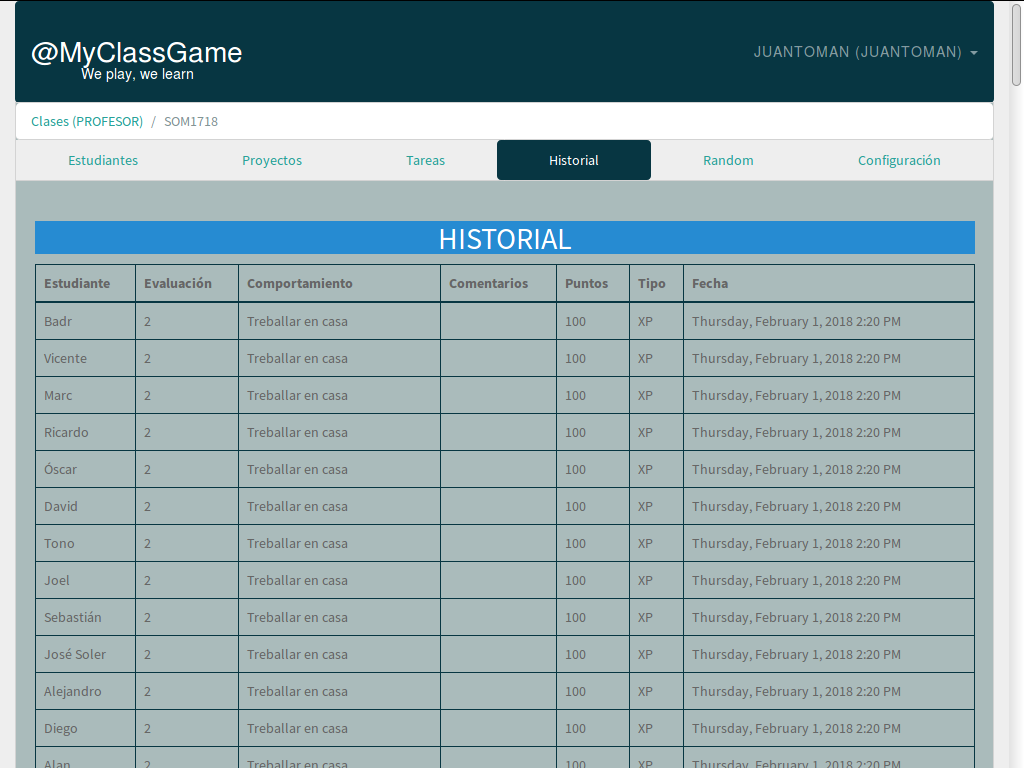 @MyClassGame
We play, we learn
JUANTOMAN (JUANTOMAN)
Clases (PROFESOR) / SOM1718
Estudiantes Proyectos Tareas Historial Random Configuración
HISTORIAL
Estudiante Evaluación Comportamiento Comentarios Puntos Tipo Fecha
Badr 2 Treballar en casa 100 XP Thursday, February 1, 2018 2:20 PM
Vicente 2 Treballar en casa 100 XP Thursday, February 1, 2018 2:20 PM
Marc 2 Treballar en casa 100 XP Thursday, February 1, 2018 2:20 PM
Ricardo 2 Treballar en casa 100 XP Thursday, February 1, 2018 2:20 PM
Óscar 2 Treballar en casa 100 XP Thursday, February 1, 2018 2:20 PM
David 2 Treballar en casa 100 XP Thursday, February 1, 2018 2:20 PM
Tono 2 Treballar en casa 100 XP Thursday, February 1, 2018 2:20 PM
Joel 2 Treballar en casa 100 XP Thursday, February 1, 2018 2:20 PM
Sebastián 2 Treballar en casa 100 XP Thursday, February 1, 2018 2:20 PM
José Soler 2 Treballar en casa 100 XP Thursday, February 1, 2018 2:20 PM
Alejandro 2 Treballar en casa 100 XP Thursday, February 1, 2018 2:20 PM
Diego 2 Treballar en casa 100 XP Thursday, February 1, 2018 2:20 PM
Alan 2 Treballar en casa 100 XP Thursday, February 1, 2018 2:20 PM